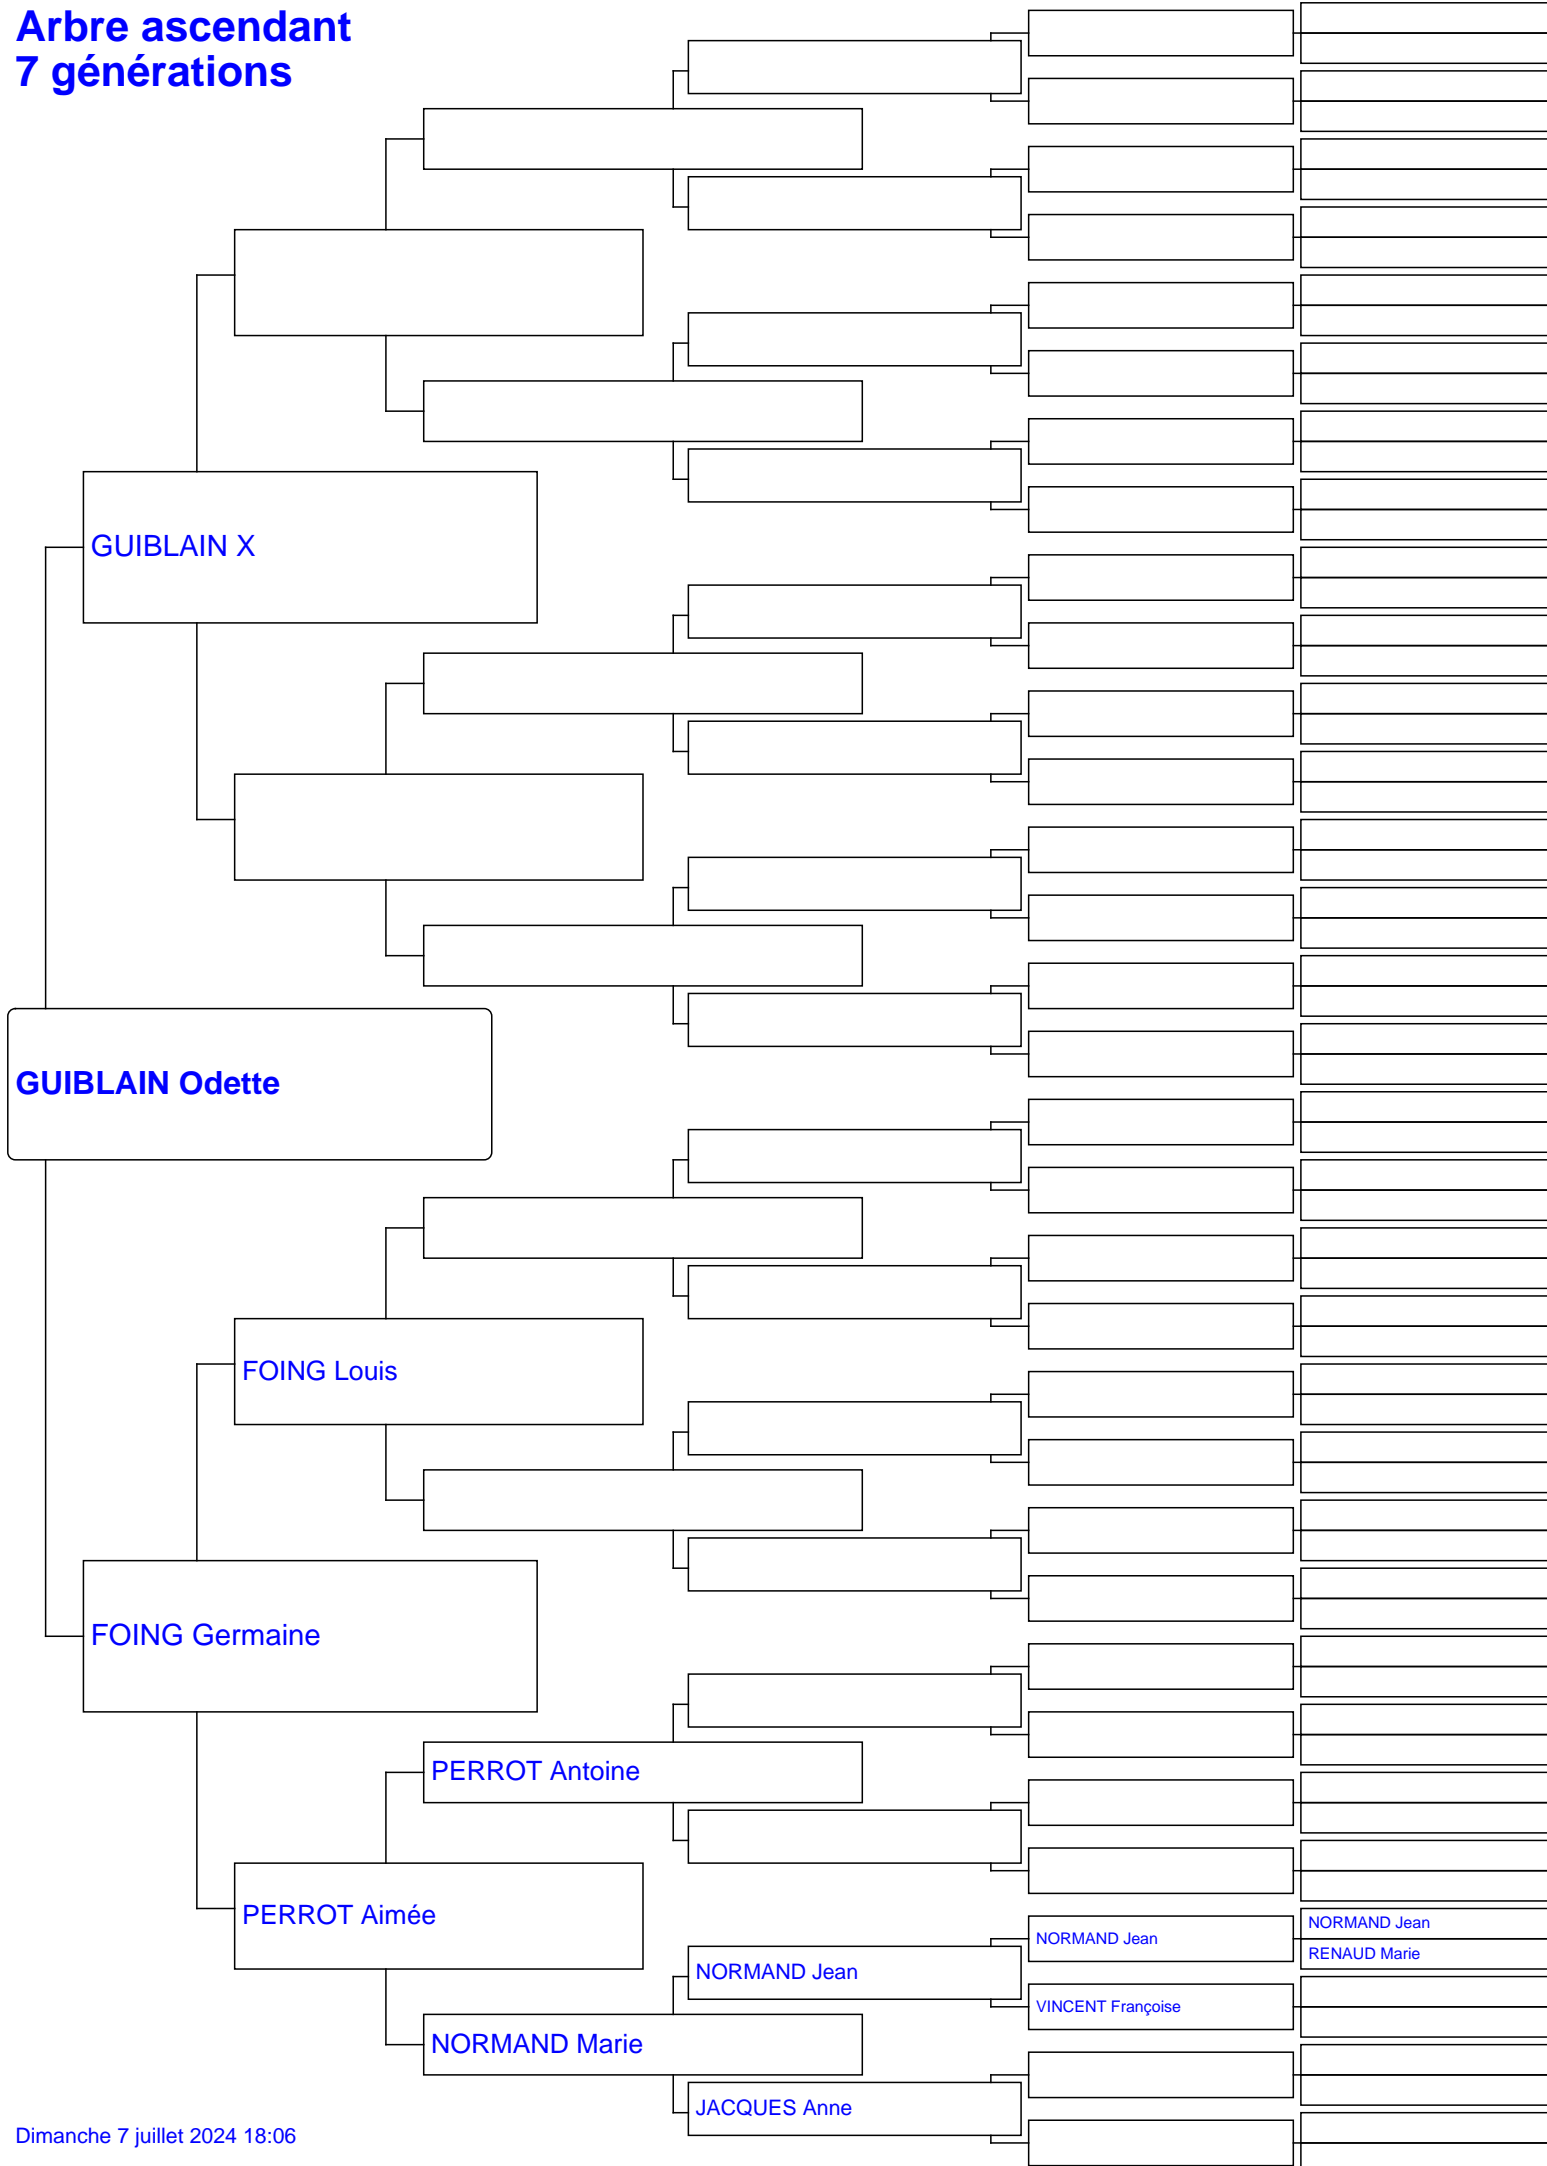 Arbre ascendant
7 générations
GUIBLAIN X
GUIBLAIN Odette
FOING Louis
FOING Germaine
PERROT Antoine
PERROT Aimée
NORMAND Jean
RENAUD Marie
NORMAND Jean
NORMAND Jean
VINCENT Françoise
NORMAND Marie
JACQUES Anne
Dimanche 7 juillet 2024 18:06